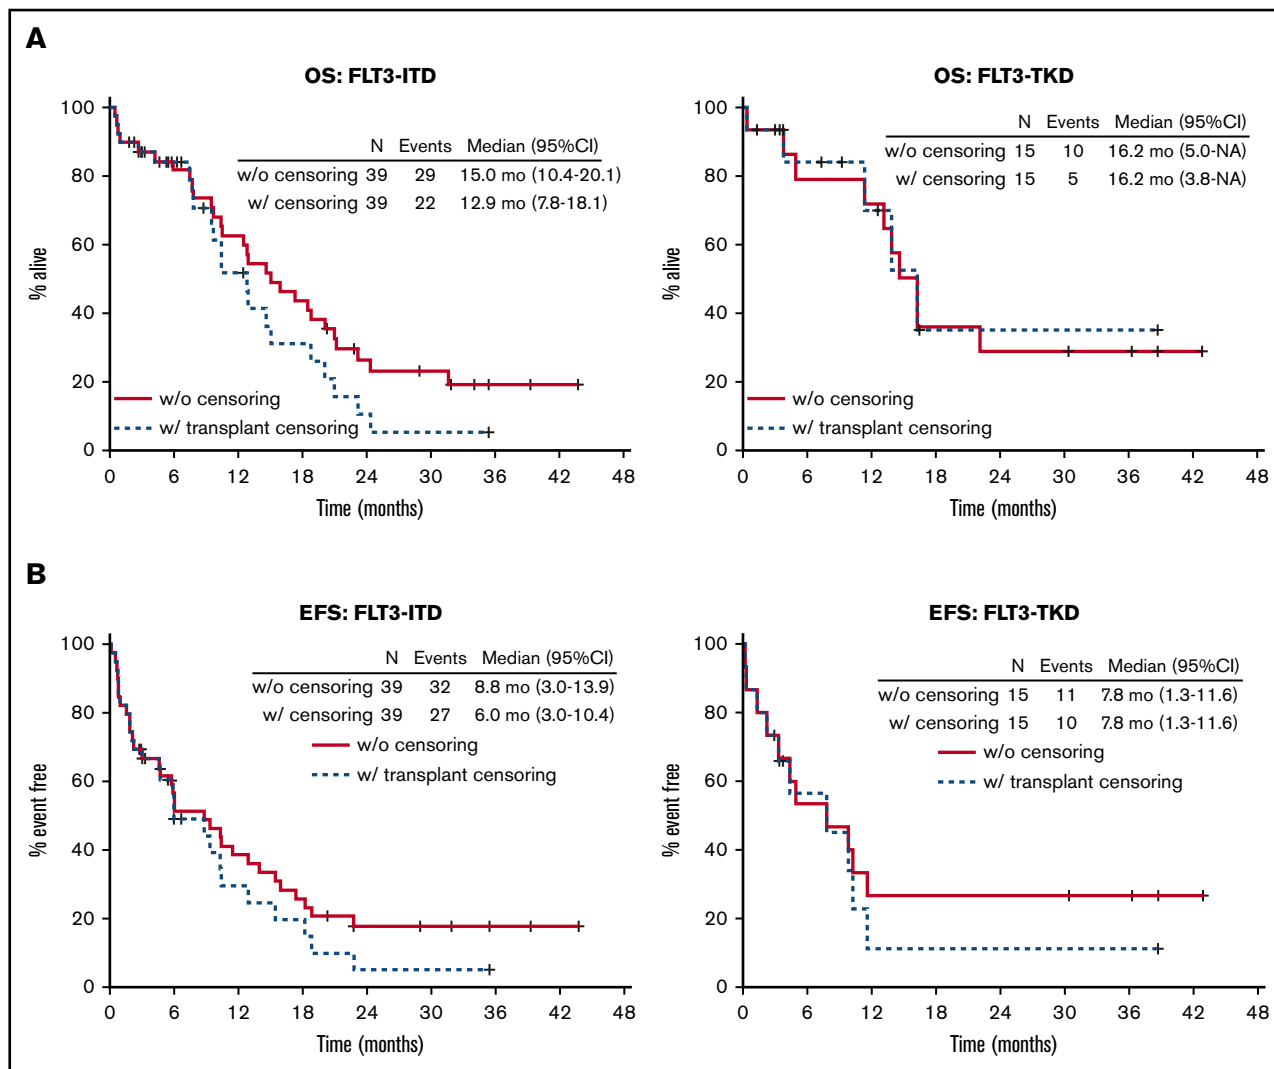 A
OS: FLT3-ITD
N Events Median (95%CI)
w/o censoring 39 29 15.0 mo (10.4-20.1)
w/ censoring 39 22 12.9 mo (7.8-18.1)
100
80
60
40
20
0
% alive
w/o censoring
w/ transplant censoring
0 6 12 18 24 30 36 42 48
Time (months)
OS: FLT3-TKD
N Events Median (95%CI)
w/o censoring 15 10 16.2 mo (5.0-NA)
w/ censoring 15 5 16.2 mo (3.8-NA)
100
80
60
40
20
0
% alive
w/o censoring
w/ transplant censoring
0 6 12 18 24 30 36 42 48
Time (months)
B
EFS: FLT3-ITD
N Events Median (95%CI)
w/o censoring 39 32 8.8 mo (3.0-13.9)
w/ censoring 39 27 6.0 mo (3.0-10.4)
w/o censoring
w/ transplant censoring
100
80
60
40
20
0
% event free
0 6 12 18 24 30 36 42 48
Time (months)
EFS: FLT3-TKD
N Events Median (95%CI)
w/o censoring 15 11 7.8 mo (1.3-11.6)
w/ censoring 15 10 7.8 mo (1.3-11.6)
w/o censoring
w/ transplant censoring
100
80
60
40
20
0
% event free
0 6 12 18 24 30 36 42 48
Time (months)